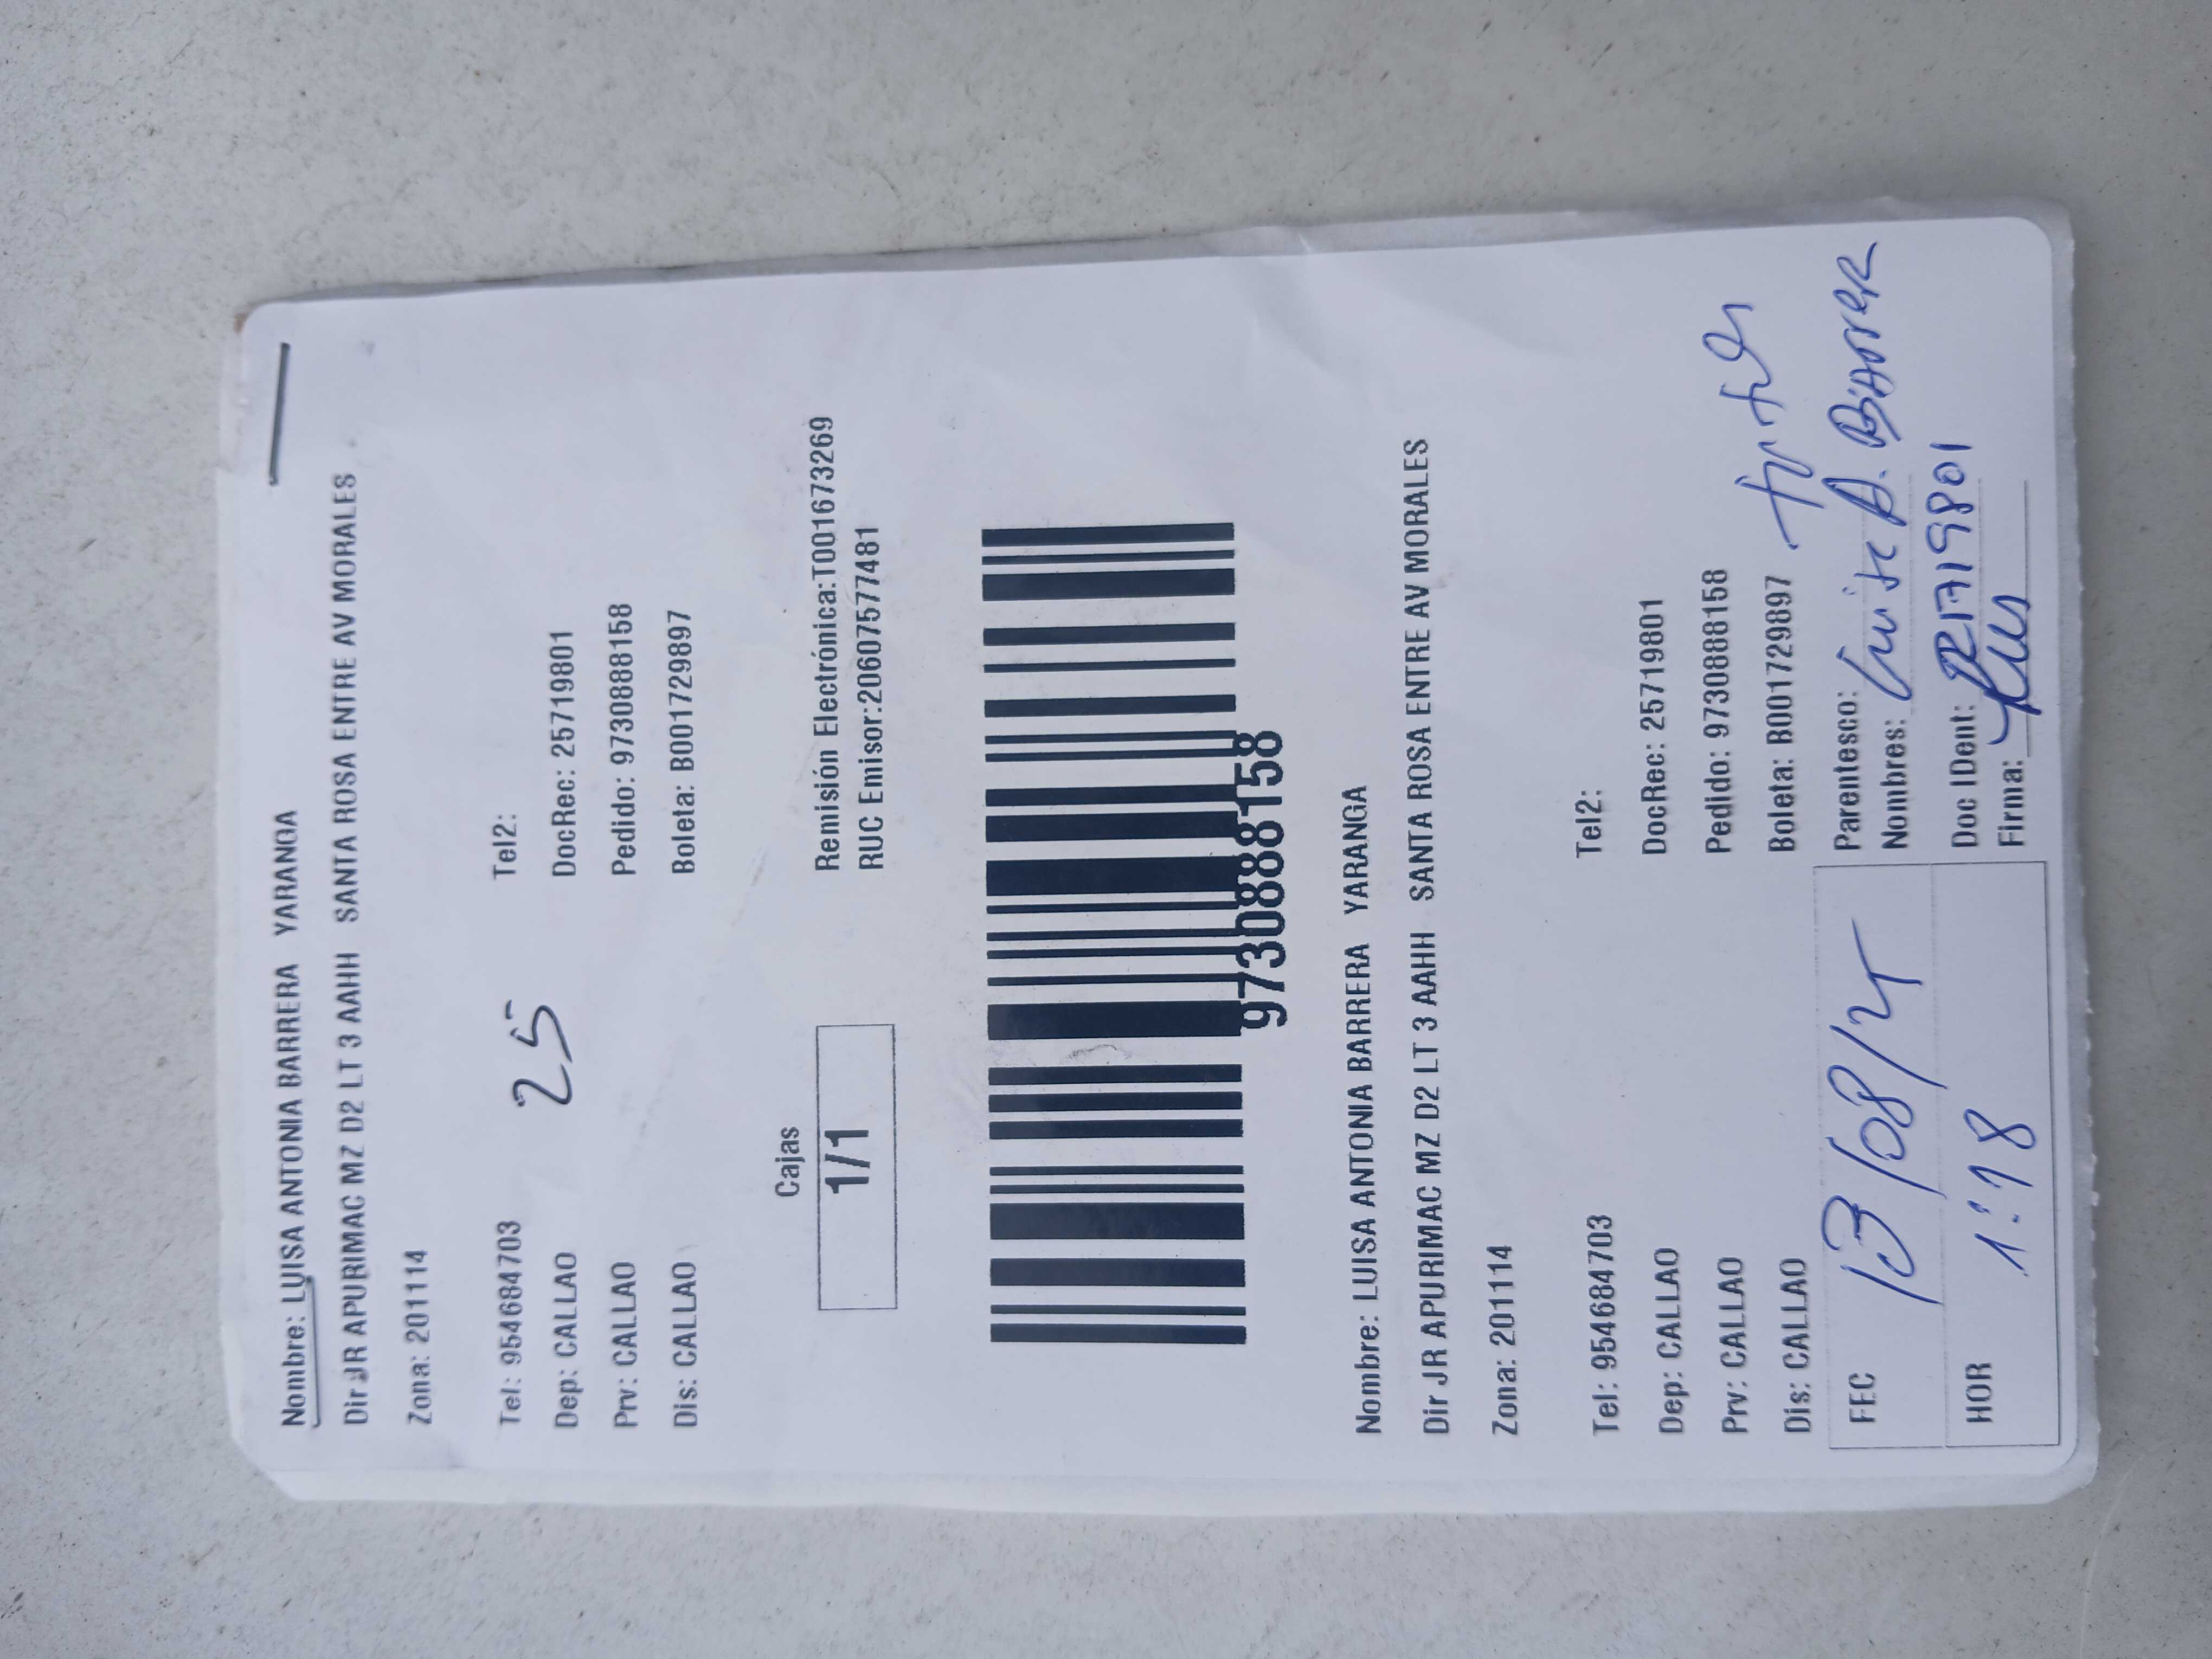 Nombre: LUISA ANTONIA BARRERA YARANGA
Dir JR APURIMAC MZ D2 LT 3 AAHH SANTA ROSA ENTRE AV MORALES
Zona: 201114
Tel: 954684703 Tel2:
25
Dep: CALLAO DocRec: 25719801
Prv: CALLAO Pedido: 9730888158
Dis: CALLAO Boleta: B001729897
Cajas
1/1
Remisión Electrónica:T001673269
RUC Emisor:20607577481
9730888158
Nombre: LUISA ANTONIA BARRERA YARANGA
Dir JR APURIMAC MZ D2 LT 3 AAHH SANTA ROSA ENTRE AV MORALES
Zona: 201114
Tel: 954684703 Tel2:
Dep: CALLAO DocRec: 25719801
Prv: CALLAO Pedido: 9730888158
Dis: CALLAO Boleta: B001729897
FEC 13/08/25 Parentesco:
Nombres: Luisa A. Barrera
HOR 1:18 Doc IDent: 25719801
Firma: